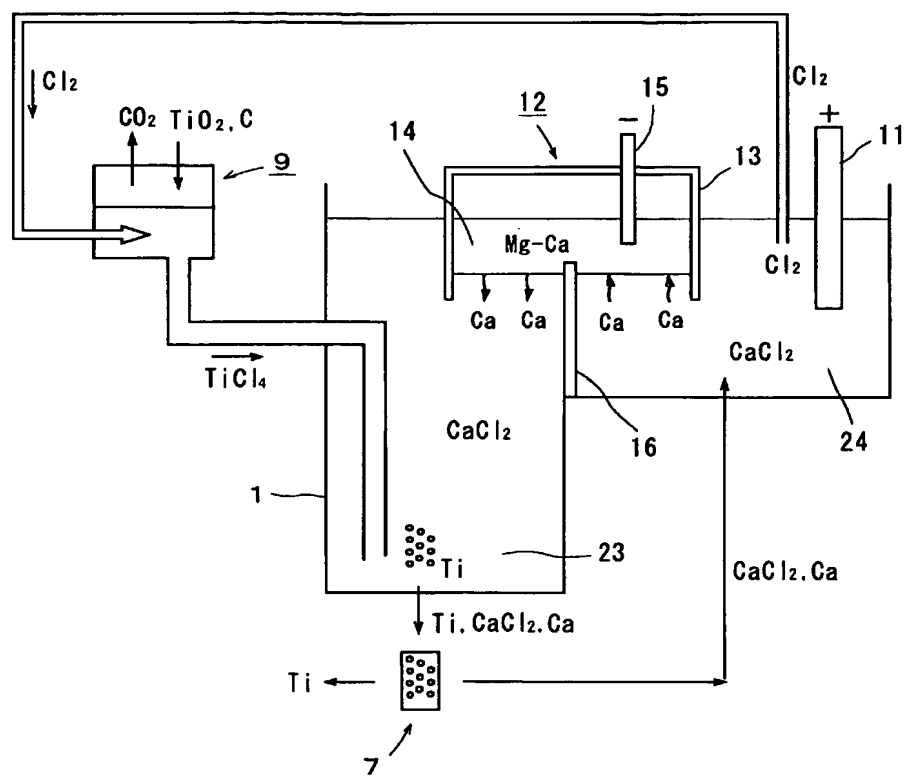 Cl₂
Cl₂
CO₂ TiO₂,C
9
12
15
14
13
+
11
−
Mg-Ca
Cl₂
Ca Ca Ca Ca
TiCl₄
CaCl₂
24
CaCl₂
16
1
23
Ti
CaCl₂.Ca
Ti.CaCl₂.Ca
Ti
7